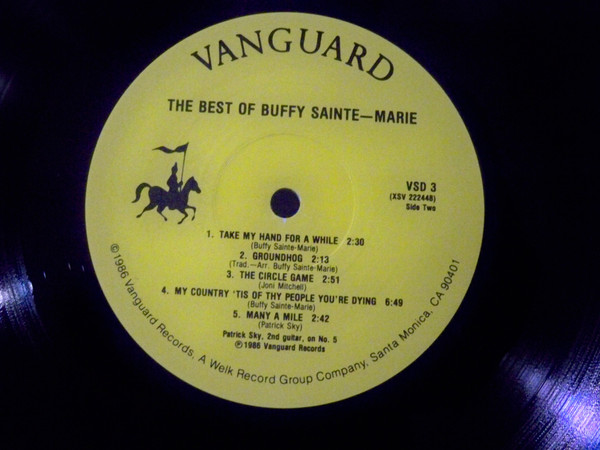 VANGUARD
THE BEST OF BUFFY SAINTE—MARIE
VSD 3
(XSV 222448)
Side Two
1. TAKE MY HAND FOR A WHILE 2:30
(Buffy Sainte-Marie)
2. GROUNDHOG 2:13
(Trad.—Arr. Buffy Sainte-Marie)
3. THE CIRCLE GAME 2:51
(Joni Mitchell)
4. MY COUNTRY 'TIS OF THY PEOPLE YOU'RE DYING 6:49
(Buffy Sainte-Marie)
5. MANY A MILE 2:42
(Patrick Sky)
Patrick Sky, 2nd guitar, on No. 5
℗1986 Vanguard Records
©1986 Vanguard Records, A Welk Record Group Company, Santa Monica, CA 90401